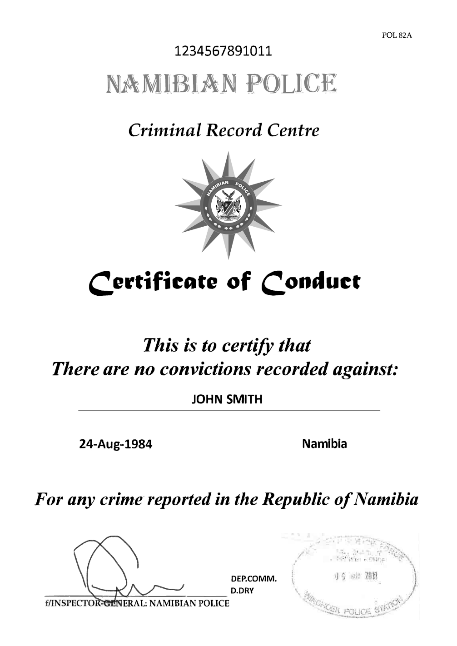 POL 82A
1234567891011
NAMIBIAN POLICE
Criminal Record Centre
NAMIBIAN POLICE
Certificate of Conduct
This is to certify that
There are no convictions recorded against:
JOHN SMITH
24-Aug-1984 Namibia
For any crime reported in the Republic of Namibia
DEP.COMM.
D.DRY
f/INSPECTOR-GENERAL: NAMIBIAN POLICE
POLICE STATION